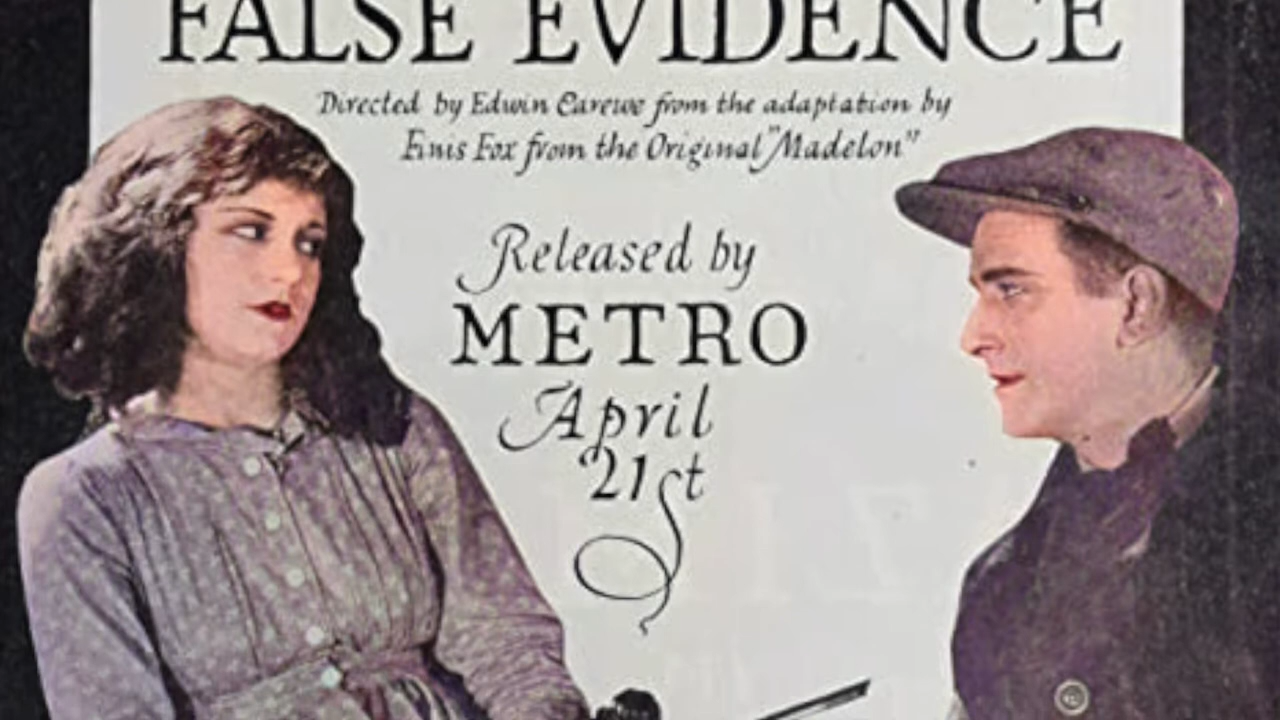 FALSE EVIDENCE
Directed by Edwin Carewe from the adaptation by
Finis Fox from the Original "Madelon"
Released by
METRO
April
21st